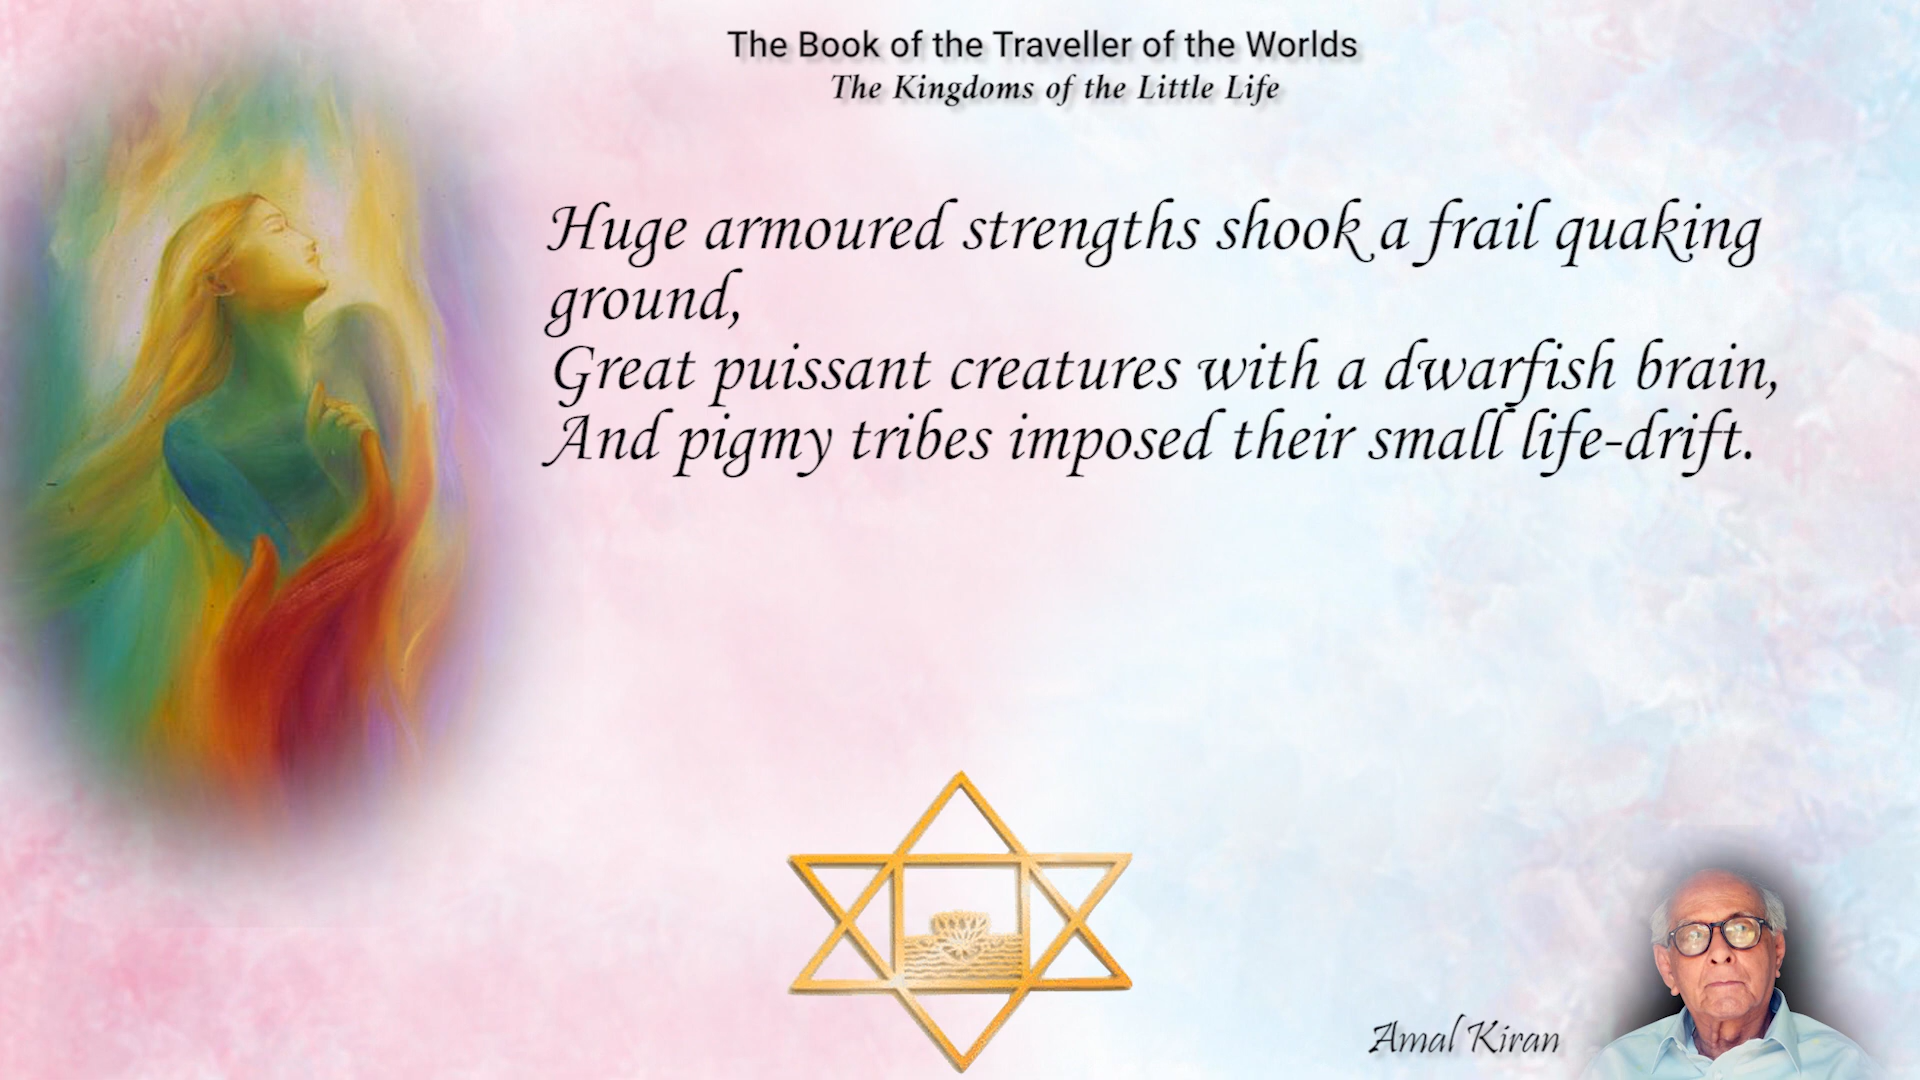 The Book of the Traveller of the Worlds
The Kingdoms of the Little Life
Huge armoured strengths shook a frail quaking
ground,
Great puissant creatures with a dwarfish brain,
And pigmy tribes imposed their small life-drift.
Amal Kiran